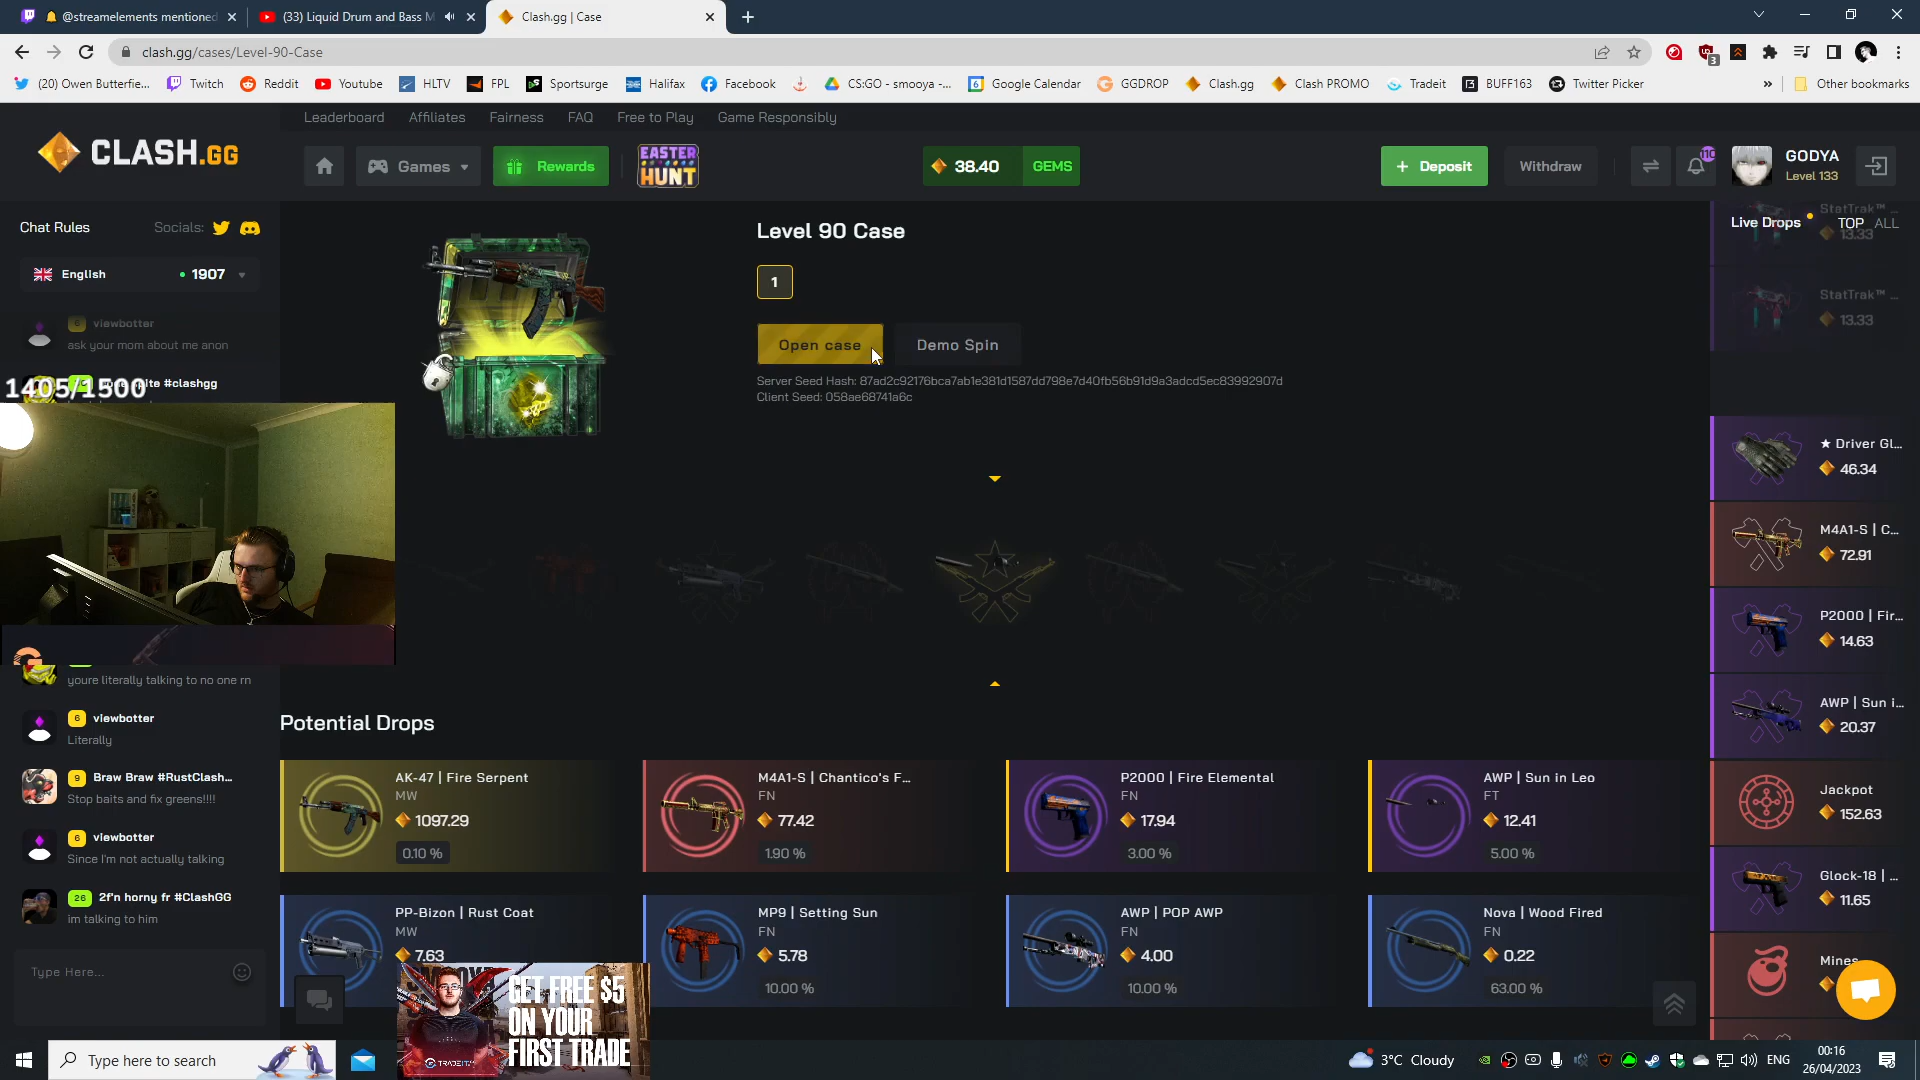 @streamelements mentioned
(33) Liquid Drum and Bass M
Clash.gg | Case
clash.gg/cases/Level-90-Case
3
(20) Owen Butterfie...
Twitch
Reddit
Youtube
HLTV
FPL
Sportsurge
Halifax
Facebook
CS:GO - smooya -...
Google Calendar
GGDROP
Clash.gg
Clash PROMO
Tradeit
BUFF163
Twitter Picker
»
Other bookmarks
Leaderboard
Affiliates
Fairness
FAQ
Free to Play
Game Responsibly
CLASH.GG
Games
Rewards
EASTER
HUNT
38.40
GEMS
+ Deposit
Withdraw
110
GODYA
Level 133
Chat Rules
Socials:
English
1907
6 viewbotter
ask your mom about me anon
#clashgg
1405/1500
youre literally talking to no one rn
6 viewbotter
Literally
9 Braw Braw #RustClash...
Stop baits and fix greens!!!!
6 viewbotter
Since I'm not actually talking
26 2f'n horny fr #ClashGG
im talking to him
Type Here...
Level 90 Case
1
Open case
Demo Spin
Server Seed Hash: 87ad2c92176bca7ab1e381d1587dd798e7d40fb56b91d9a3adcd5ec83992907d
Client Seed: 058ae68741a6c
Potential Drops
AK-47 | Fire Serpent
MW
1097.29
0.10 %
M4A1-S | Chantico's F...
FN
77.42
1.90 %
P2000 | Fire Elemental
FN
17.94
3.00 %
AWP | Sun in Leo
FT
12.41
5.00 %
PP-Bizon | Rust Coat
MW
7.63
MP9 | Setting Sun
FN
5.78
10.00 %
AWP | POP AWP
FN
4.00
10.00 %
Nova | Wood Fired
FN
0.22
63.00 %
GET FREE $5
ON YOUR
FIRST TRADE
TRADEIT
Live Drops
TOP
ALL
StatTrak™ ...
13.33
StatTrak™ ...
13.33
★ Driver Gl...
46.34
M4A1-S | C...
72.91
P2000 | Fir...
14.63
AWP | Sun i...
20.37
Jackpot
152.63
Glock-18 | ...
11.65
Mines
Type here to search
3°C Cloudy
ENG
00:16
26/04/2023